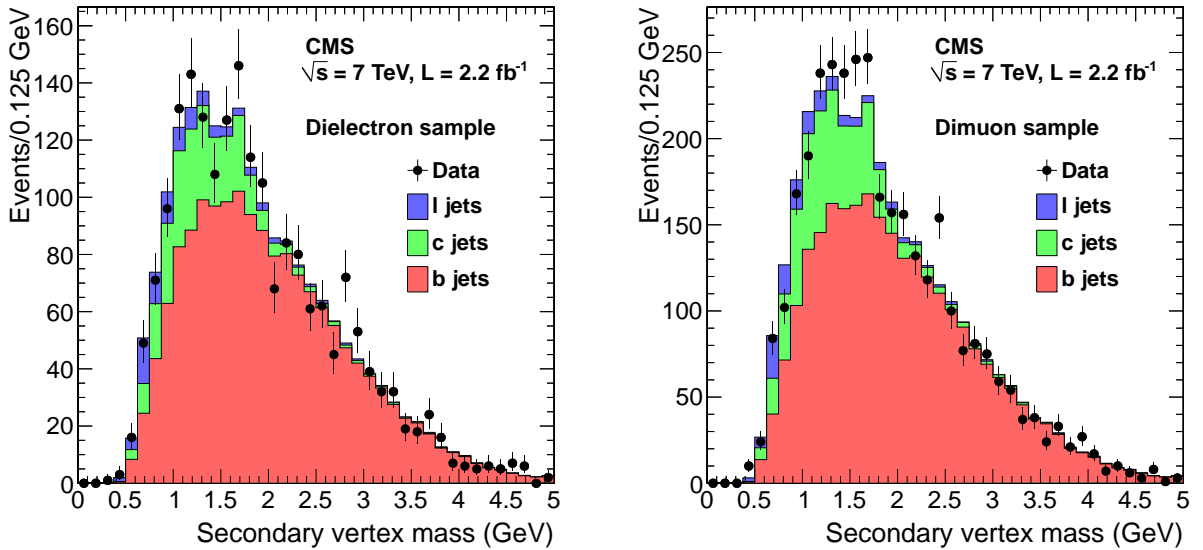 Events/0.125 GeV
160
140
120
100
80
60
40
20
0
CMS
√s = 7 TeV, L = 2.2 fb⁻¹
Dielectron sample
Data
l jets
c jets
b jets
0 0.5 1 1.5 2 2.5 3 3.5 4 4.5 5
Secondary vertex mass (GeV)
Events/0.125 GeV
250
200
150
100
50
0
CMS
√s = 7 TeV, L = 2.2 fb⁻¹
Dimuon sample
Data
l jets
c jets
b jets
0 0.5 1 1.5 2 2.5 3 3.5 4 4.5 5
Secondary vertex mass (GeV)